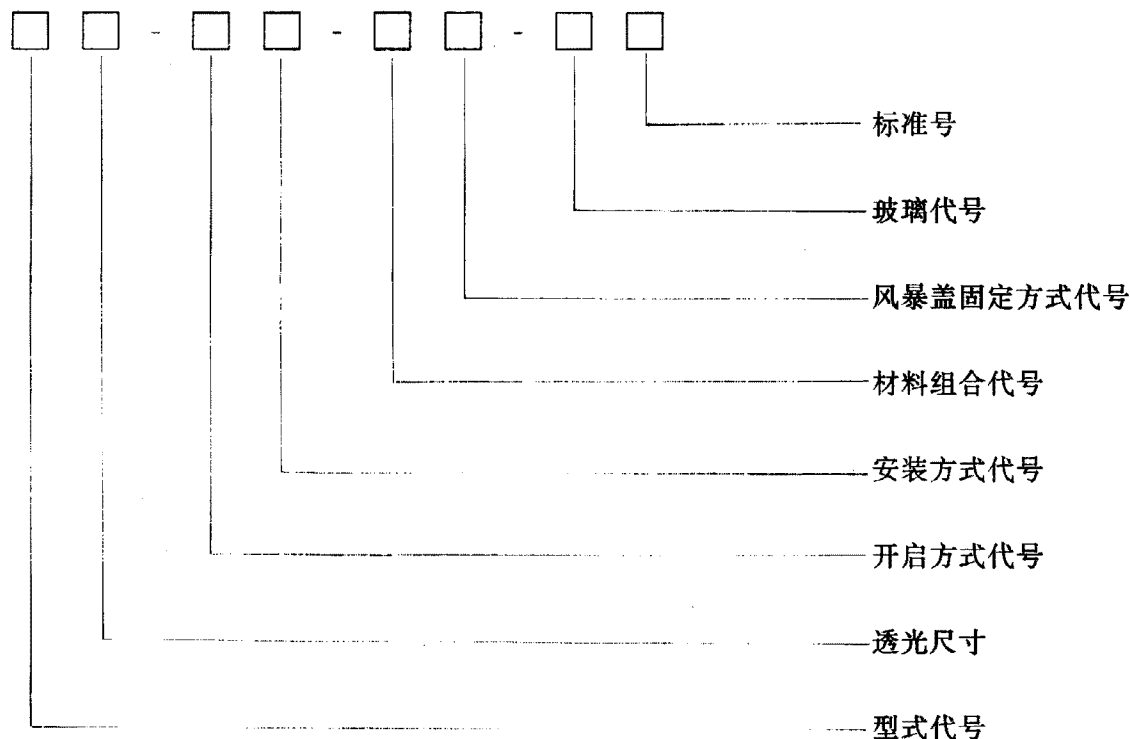 □ □ - □ □ - □ □ - □ □
标准号
玻璃代号
风暴盖固定方式代号
材料组合代号
安装方式代号
开启方式代号
透光尺寸
型式代号